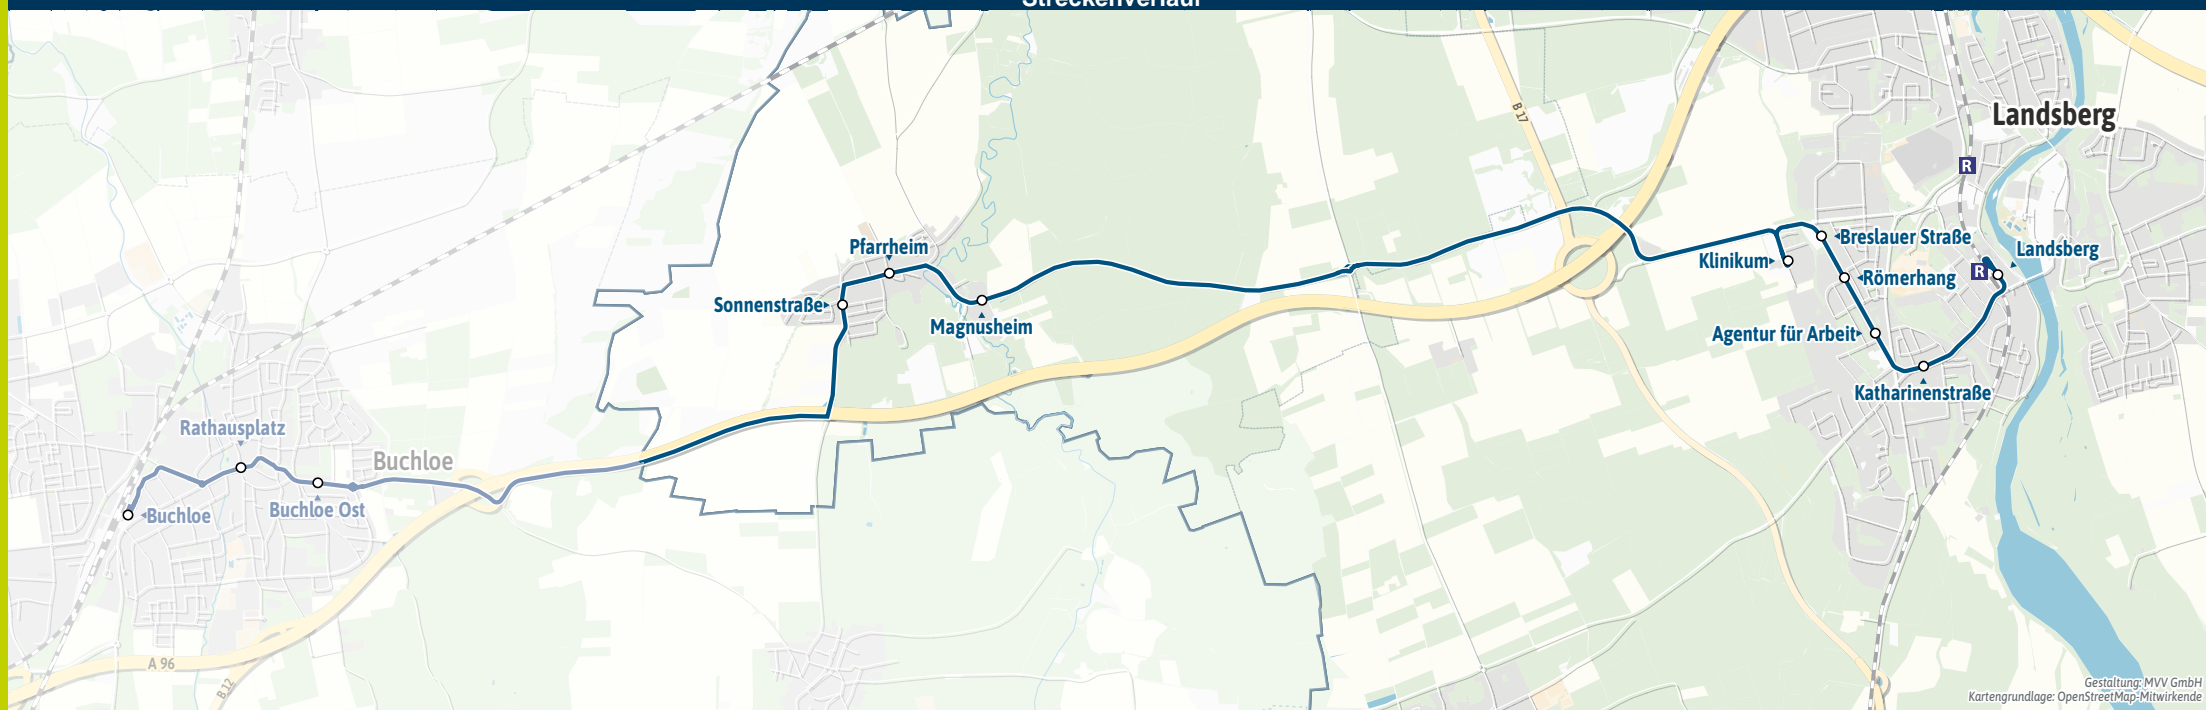 Streckenverlauf
B 17
Landsberg
R
Pfarrheim
Breslauer Straße
Landsberg
Klinikum
R
Römerhang
Sonnenstraße
Magnusheim
Agentur für Arbeit
Katharinenstraße
Rathausplatz
Buchloe
Buchloe
Buchloe Ost
A 96
B 12
Gestaltung: MVV GmbH
Kartengrundlage: OpenStreetMap-Mitwirkende